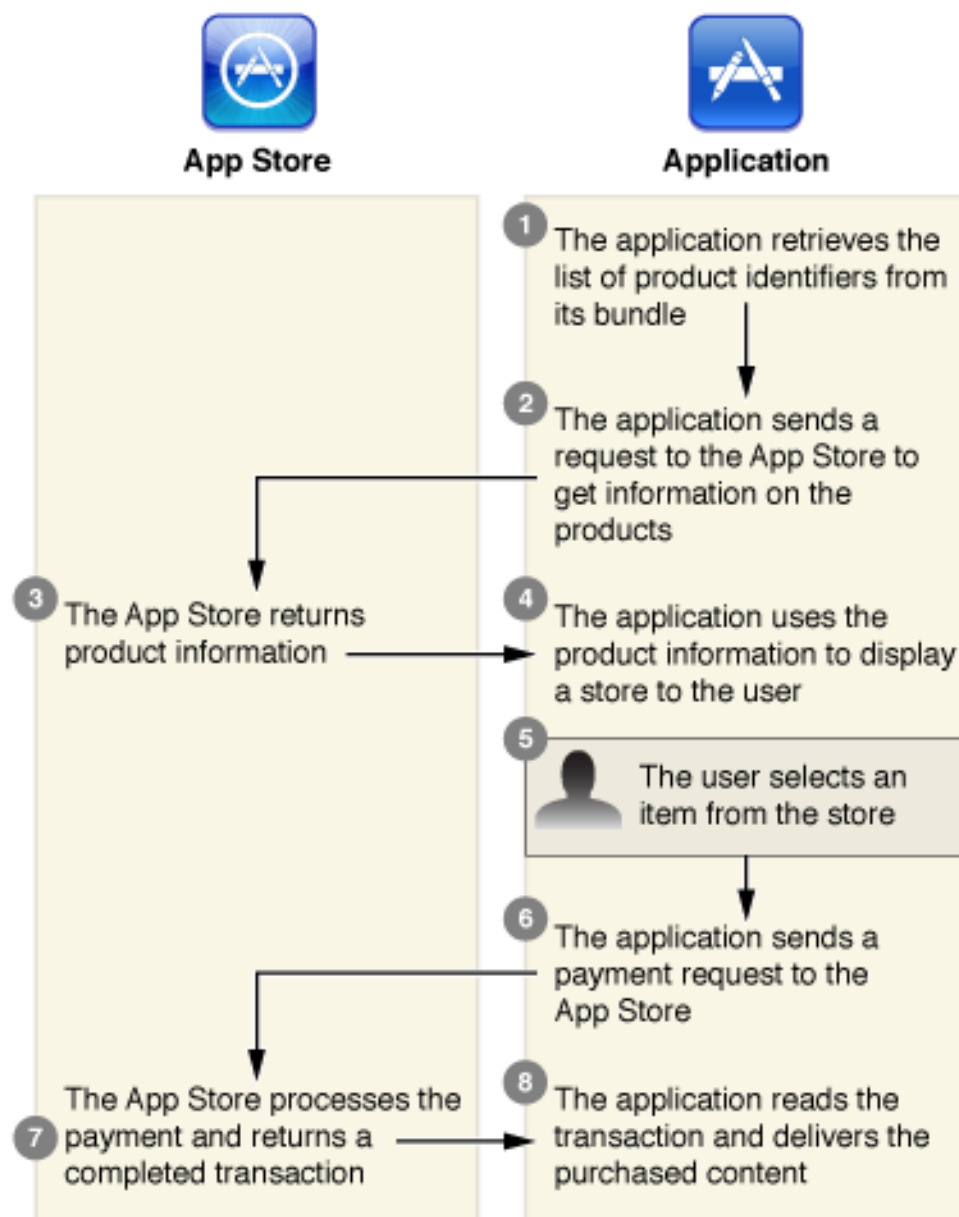 App Store
Application
1
The application retrieves the
list of product identifiers from
its bundle
2
The application sends a
request to the App Store to
get information on the
products
3
The App Store returns
product information
4
The application uses the
product information to display
a store to the user
5
The user selects an
item from the store
6
The application sends a
payment request to the
App Store
7
The App Store processes the
payment and returns a
completed transaction
8
The application reads the
transaction and delivers the
purchased content